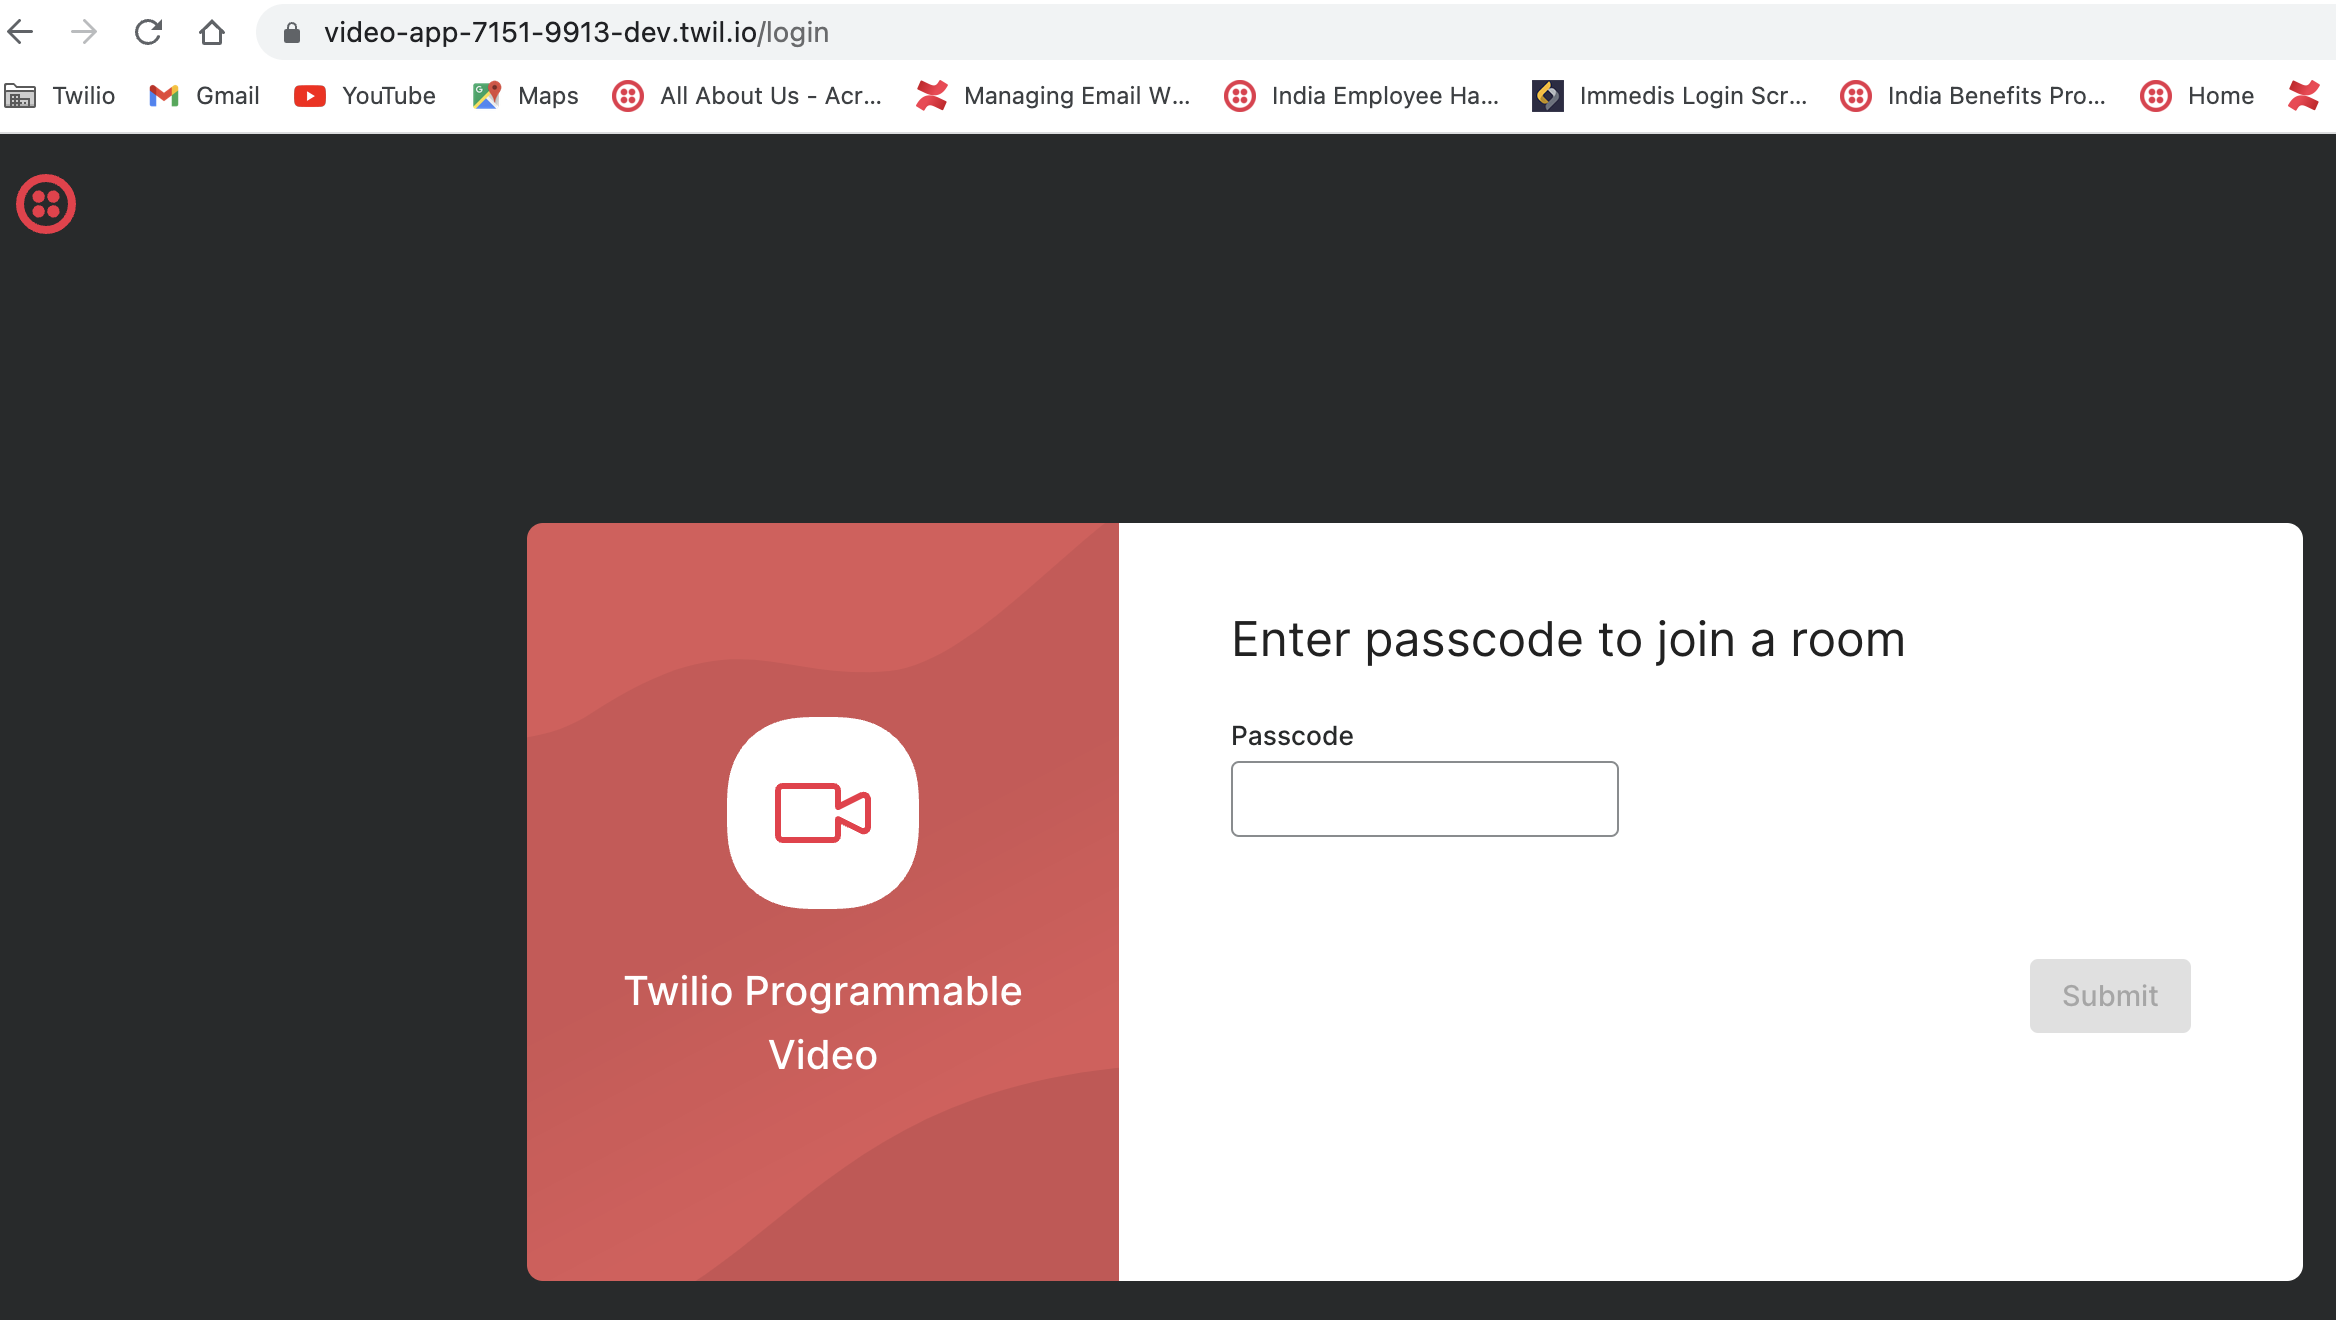 video-app-7151-9913-dev.twil.io/login
Twilio Gmail YouTube Maps All About Us - Acr... Managing Email W... India Employee Ha... Immedis Login Scr... India Benefits Pro... Home
Enter passcode to join a room
Passcode
Submit
Twilio Programmable
Video